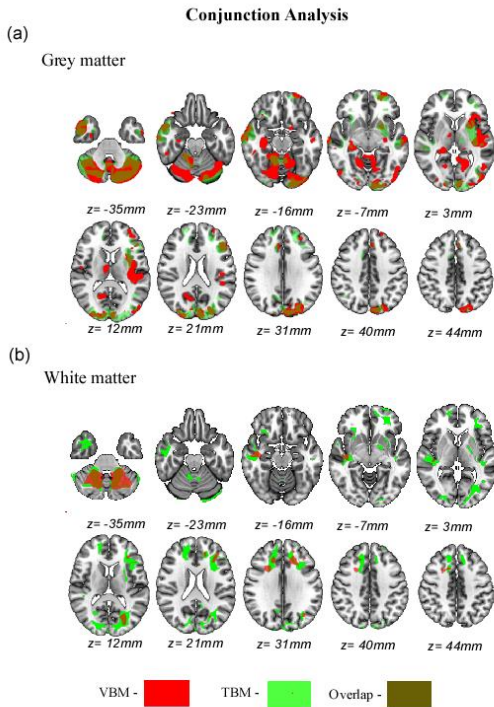 Conjunction Analysis
(a)
Grey matter
z= -35mm z= -23mm z= -16mm z= -7mm z= 3mm
z= 12mm z= 21mm z= 31mm z= 40mm z= 44mm
(b)
White matter
z= -35mm z= -23mm z= -16mm z= -7mm z= 3mm
z= 12mm z= 21mm z= 31mm z= 40mm z= 44mm
VBM - TBM - Overlap -